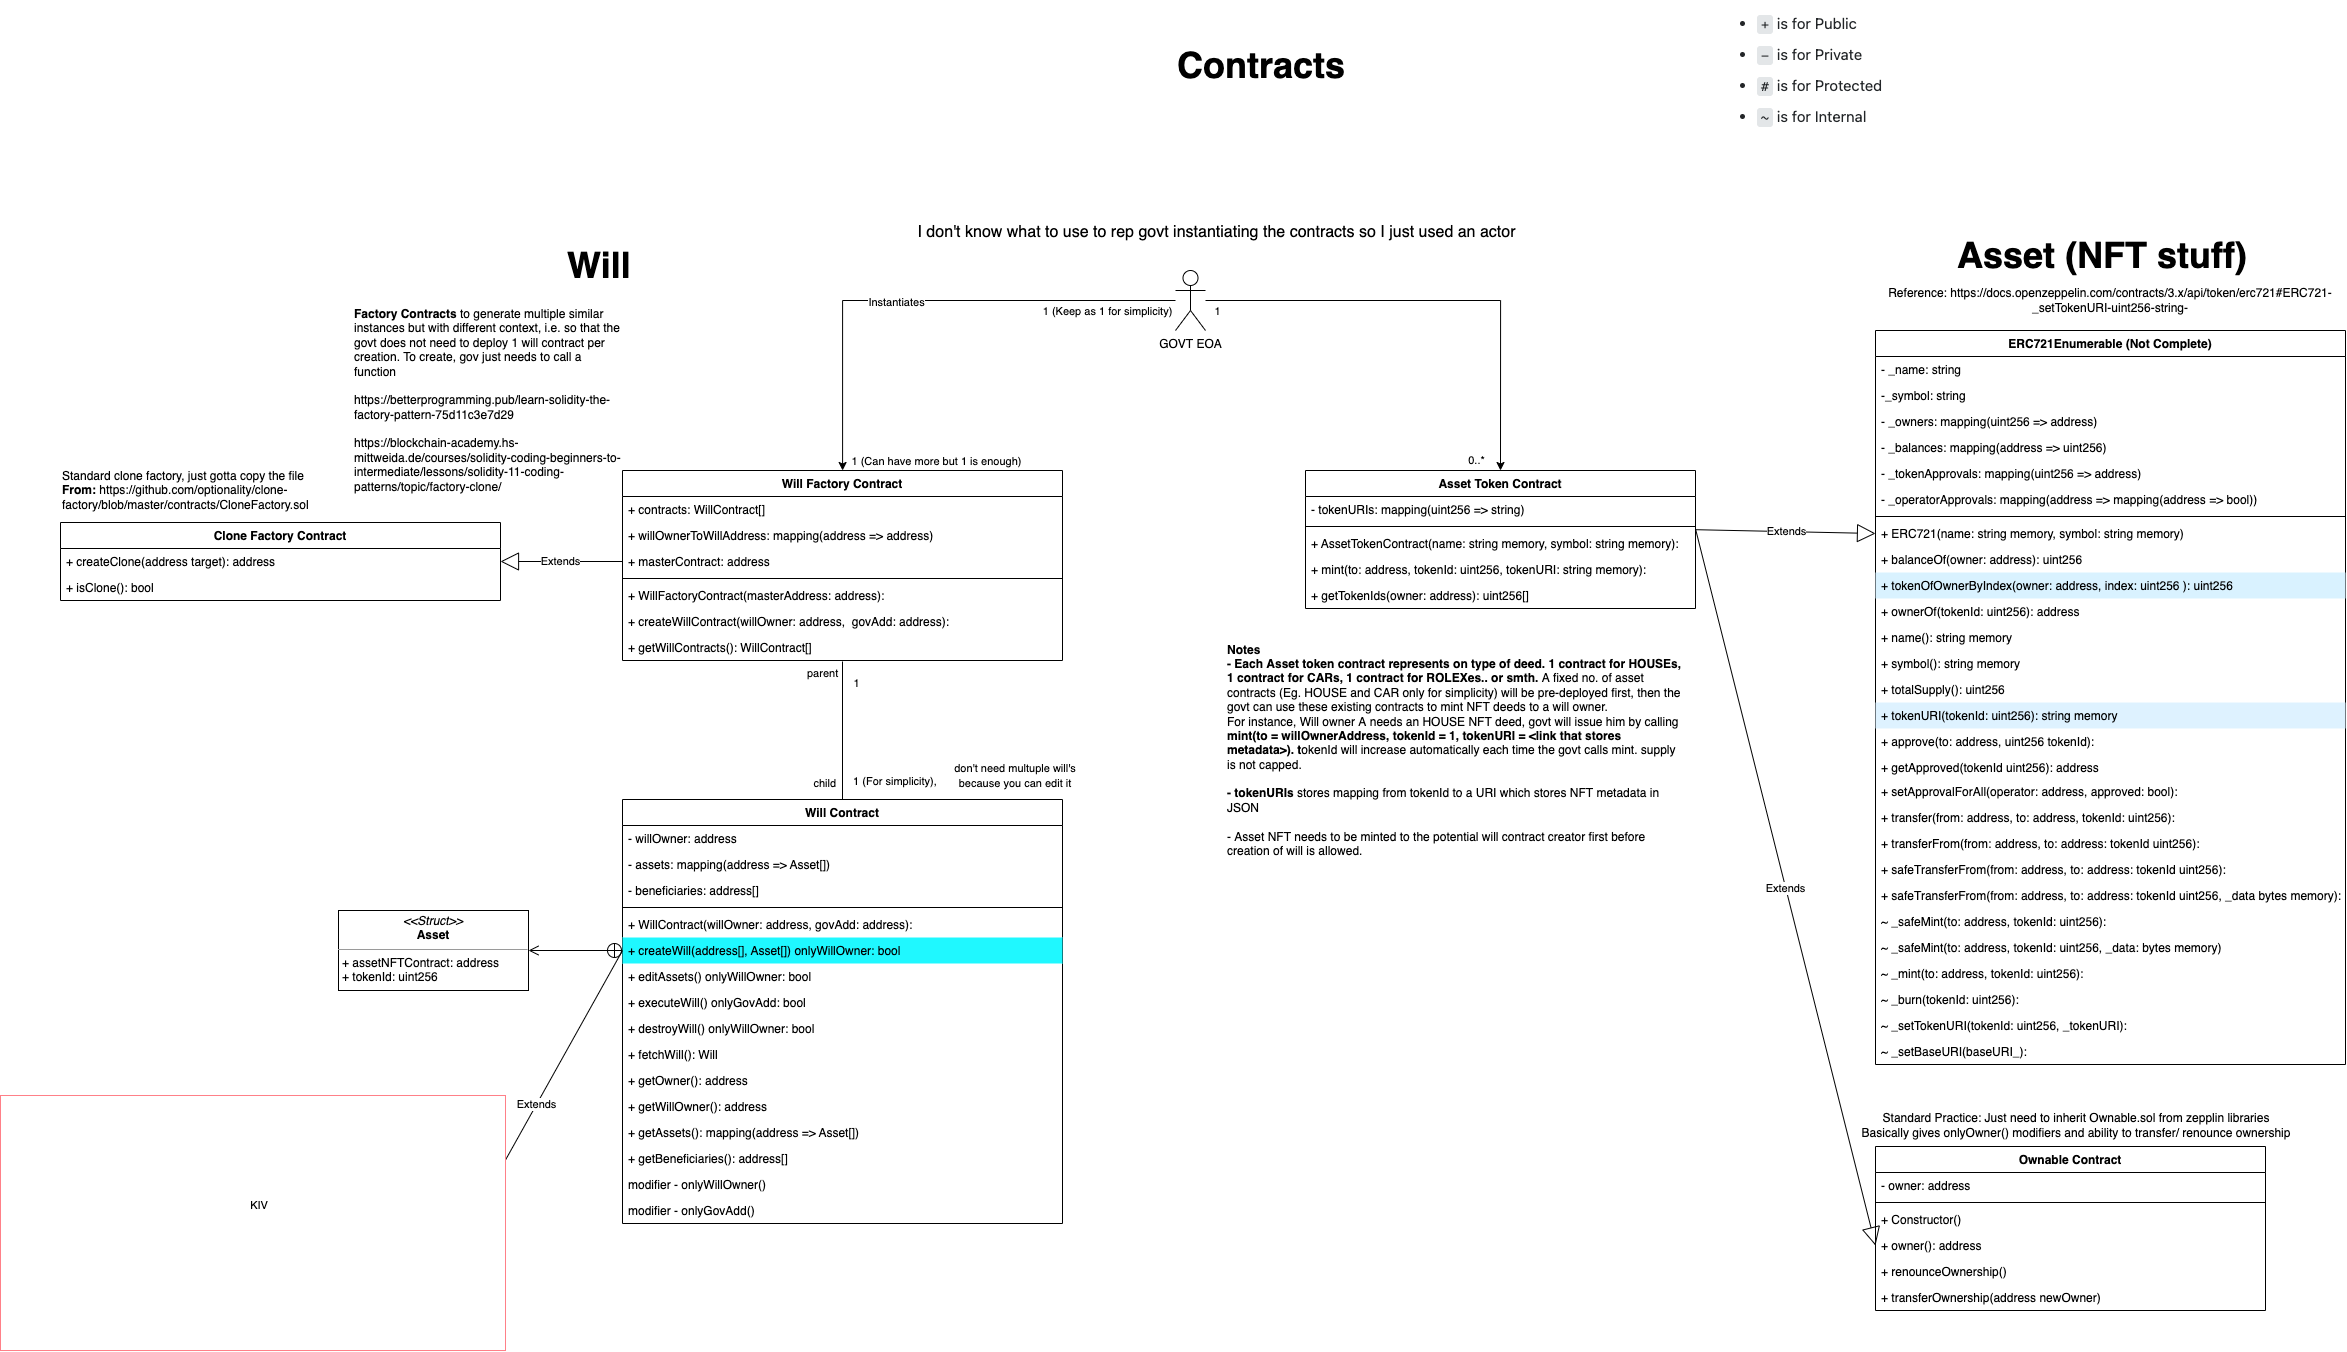 + is for Public
− is for Private
# is for Protected
~ is for Internal
Contracts
I don't know what to use to rep govt instantiating the contracts so I just used an actor
Will
Factory Contracts to generate multiple similar
instances but with different context, i.e. so that the
govt does not need to deploy 1 will contract per
creation. To create, gov just needs to call a
function
https://betterprogramming.pub/learn-solidity-the-
factory-pattern-75d11c3e7d29
https://blockchain-academy.hs-
mittweida.de/courses/solidity-coding-beginners-to-
intermediate/lessons/solidity-11-coding-
patterns/topic/factory-clone/
Instantiates
1 (Keep as 1 for simplicity)
1
GOVT EOA
1 (Can have more but 1 is enough)
0..*
Standard clone factory, just gotta copy the file
From: https://github.com/optionality/clone-
factory/blob/master/contracts/CloneFactory.sol
Clone Factory Contract
+ createClone(address target): address
+ isClone(): bool
Extends
Will Factory Contract
+ contracts: WillContract[]
+ willOwnerToWillAddress: mapping(address => address)
+ masterContract: address
+ WillFactoryContract(masterAddress: address):
+ createWillContract(willOwner: address,  govAdd: address):
+ getWillContracts(): WillContract[]
parent
1
child
1 (For simplicity),
don't need multuple will's
because you can edit it
Will Contract
- willOwner: address
- assets: mapping(address => Asset[])
- beneficiaries: address[]
+ WillContract(willOwner: address, govAdd: address):
+ createWill(address[], Asset[]) onlyWillOwner: bool
+ editAssets() onlyWillOwner: bool
+ executeWill() onlyGovAdd: bool
+ destroyWill() onlyWillOwner: bool
+ fetchWill(): Will
+ getOwner(): address
+ getWillOwner(): address
+ getAssets(): mapping(address => Asset[])
+ getBeneficiaries(): address[]
modifier - onlyWillOwner()
modifier - onlyGovAdd()
<<Struct>>
Asset
+ assetNFTContract: address
+ tokenId: uint256
Extends
KIV
Asset Token Contract
- tokenURIs: mapping(uint256 => string)
+ AssetTokenContract(name: string memory, symbol: string memory):
+ mint(to: address, tokenId: uint256, tokenURI: string memory):
+ getTokenIds(owner: address): uint256[]
Notes
- Each Asset token contract represents on type of deed. 1 contract for HOUSEs,
1 contract for CARs, 1 contract for ROLEXes.. or smth. A fixed no. of asset
contracts (Eg. HOUSE and CAR only for simplicity) will be pre-deployed first, then the
govt can use these existing contracts to mint NFT deeds to a will owner.
For instance, Will owner A needs an HOUSE NFT deed, govt will issue him by calling
mint(to = willOwnerAddress, tokenId = 1, tokenURI = <link that stores
metadata>). tokenId will increase automatically each time the govt calls mint. supply
is not capped.
- tokenURIs stores mapping from tokenId to a URI which stores NFT metadata in
JSON
- Asset NFT needs to be minted to the potential will contract creator first before
creation of will is allowed.
Extends
Extends
Asset (NFT stuff)
Reference: https://docs.openzeppelin.com/contracts/3.x/api/token/erc721#ERC721-
_setTokenURI-uint256-string-
ERC721Enumerable (Not Complete)
- _name: string
-_symbol: string
- _owners: mapping(uint256 => address)
- _balances: mapping(address => uint256)
- _tokenApprovals: mapping(uint256 => address)
- _operatorApprovals: mapping(address => mapping(address => bool))
+ ERC721(name: string memory, symbol: string memory)
+ balanceOf(owner: address): uint256
+ tokenOfOwnerByIndex(owner: address, index: uint256 ): uint256
+ ownerOf(tokenId: uint256): address
+ name(): string memory
+ symbol(): string memory
+ totalSupply(): uint256
+ tokenURI(tokenId: uint256): string memory
+ approve(to: address, uint256 tokenId):
+ getApproved(tokenId uint256): address
+ setApprovalForAll(operator: address, approved: bool):
+ transfer(from: address, to: address, tokenId: uint256):
+ transferFrom(from: address, to: address: tokenId uint256):
+ safeTransferFrom(from: address, to: address: tokenId uint256):
+ safeTransferFrom(from: address, to: address: tokenId uint256, _data bytes memory):
~ _safeMint(to: address, tokenId: uint256):
~ _safeMint(to: address, tokenId: uint256, _data: bytes memory)
~ _mint(to: address, tokenId: uint256):
~ _burn(tokenId: uint256):
~ _setTokenURI(tokenId: uint256, _tokenURI):
~ _setBaseURI(baseURI_):
Standard Practice: Just need to inherit Ownable.sol from zepplin libraries
Basically gives onlyOwner() modifiers and ability to transfer/ renounce ownership
Ownable Contract
- owner: address
+ Constructor()
+ owner(): address
+ renounceOwnership()
+ transferOwnership(address newOwner)